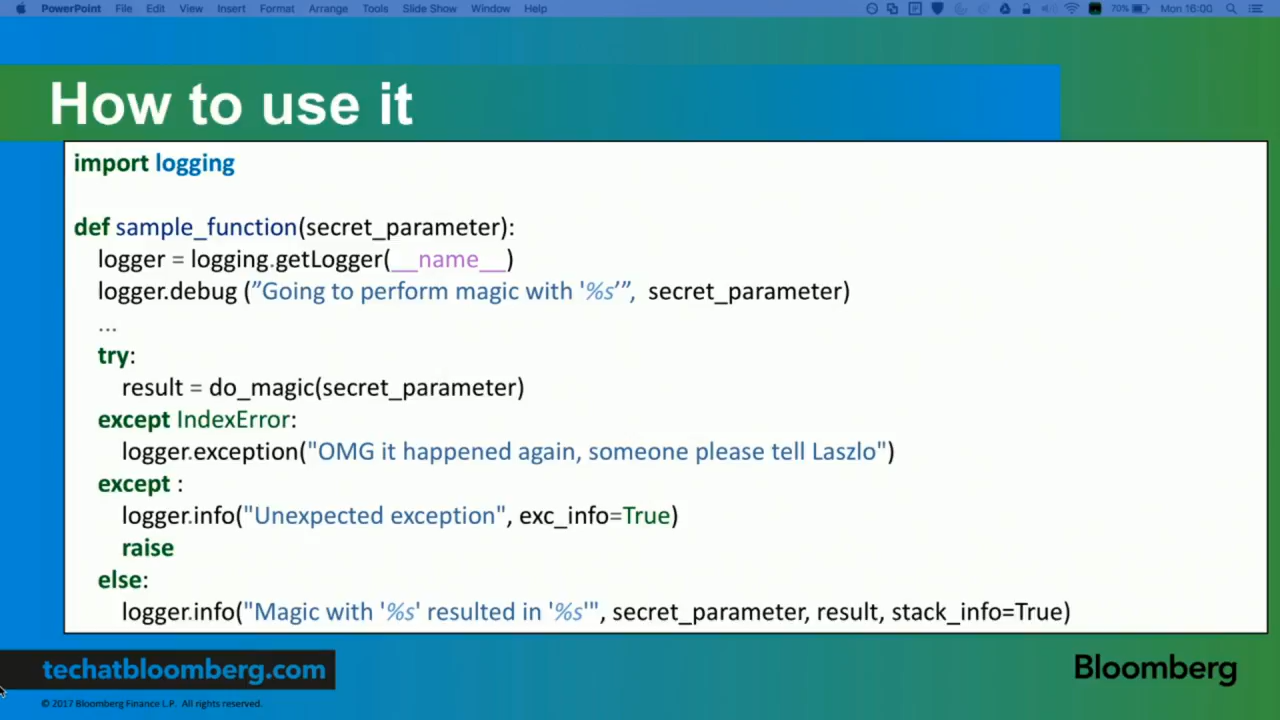 PowerPoint File Edit View Insert Format Arrange Tools Slide Show Window Help 70% Mon 16:00
How to use it
import logging
def sample_function(secret_parameter):
logger = logging.getLogger(__name__)
logger.debug (”Going to perform magic with '%s’”, secret_parameter)
...
try:
result = do_magic(secret_parameter)
except IndexError:
logger.exception("OMG it happened again, someone please tell Laszlo")
except :
logger.info("Unexpected exception", exc_info=True)
raise
else:
logger.info("Magic with '%s' resulted in '%s'", secret_parameter, result, stack_info=True)
techatbloomberg.com
Bloomberg
© 2017 Bloomberg Finance L.P. All rights reserved.